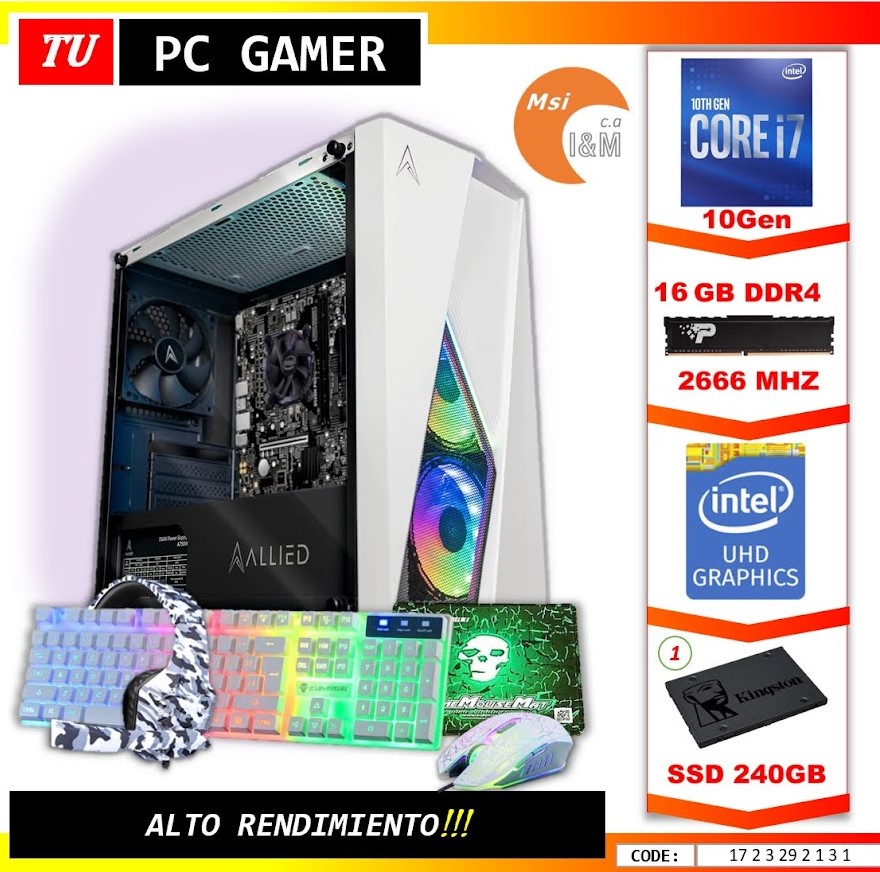 TU PC GAMER
Msi
c.a
I&M
intel
10TH GEN
CORE i7
10Gen
16 GB DDR4
P
2666 MHZ
intel
UHD
GRAPHICS
1
Kingston
SSD 240GB
ALLIED
ALTO RENDIMIENTO!!!
CODE: 17 2 3 29 2 1 3 1